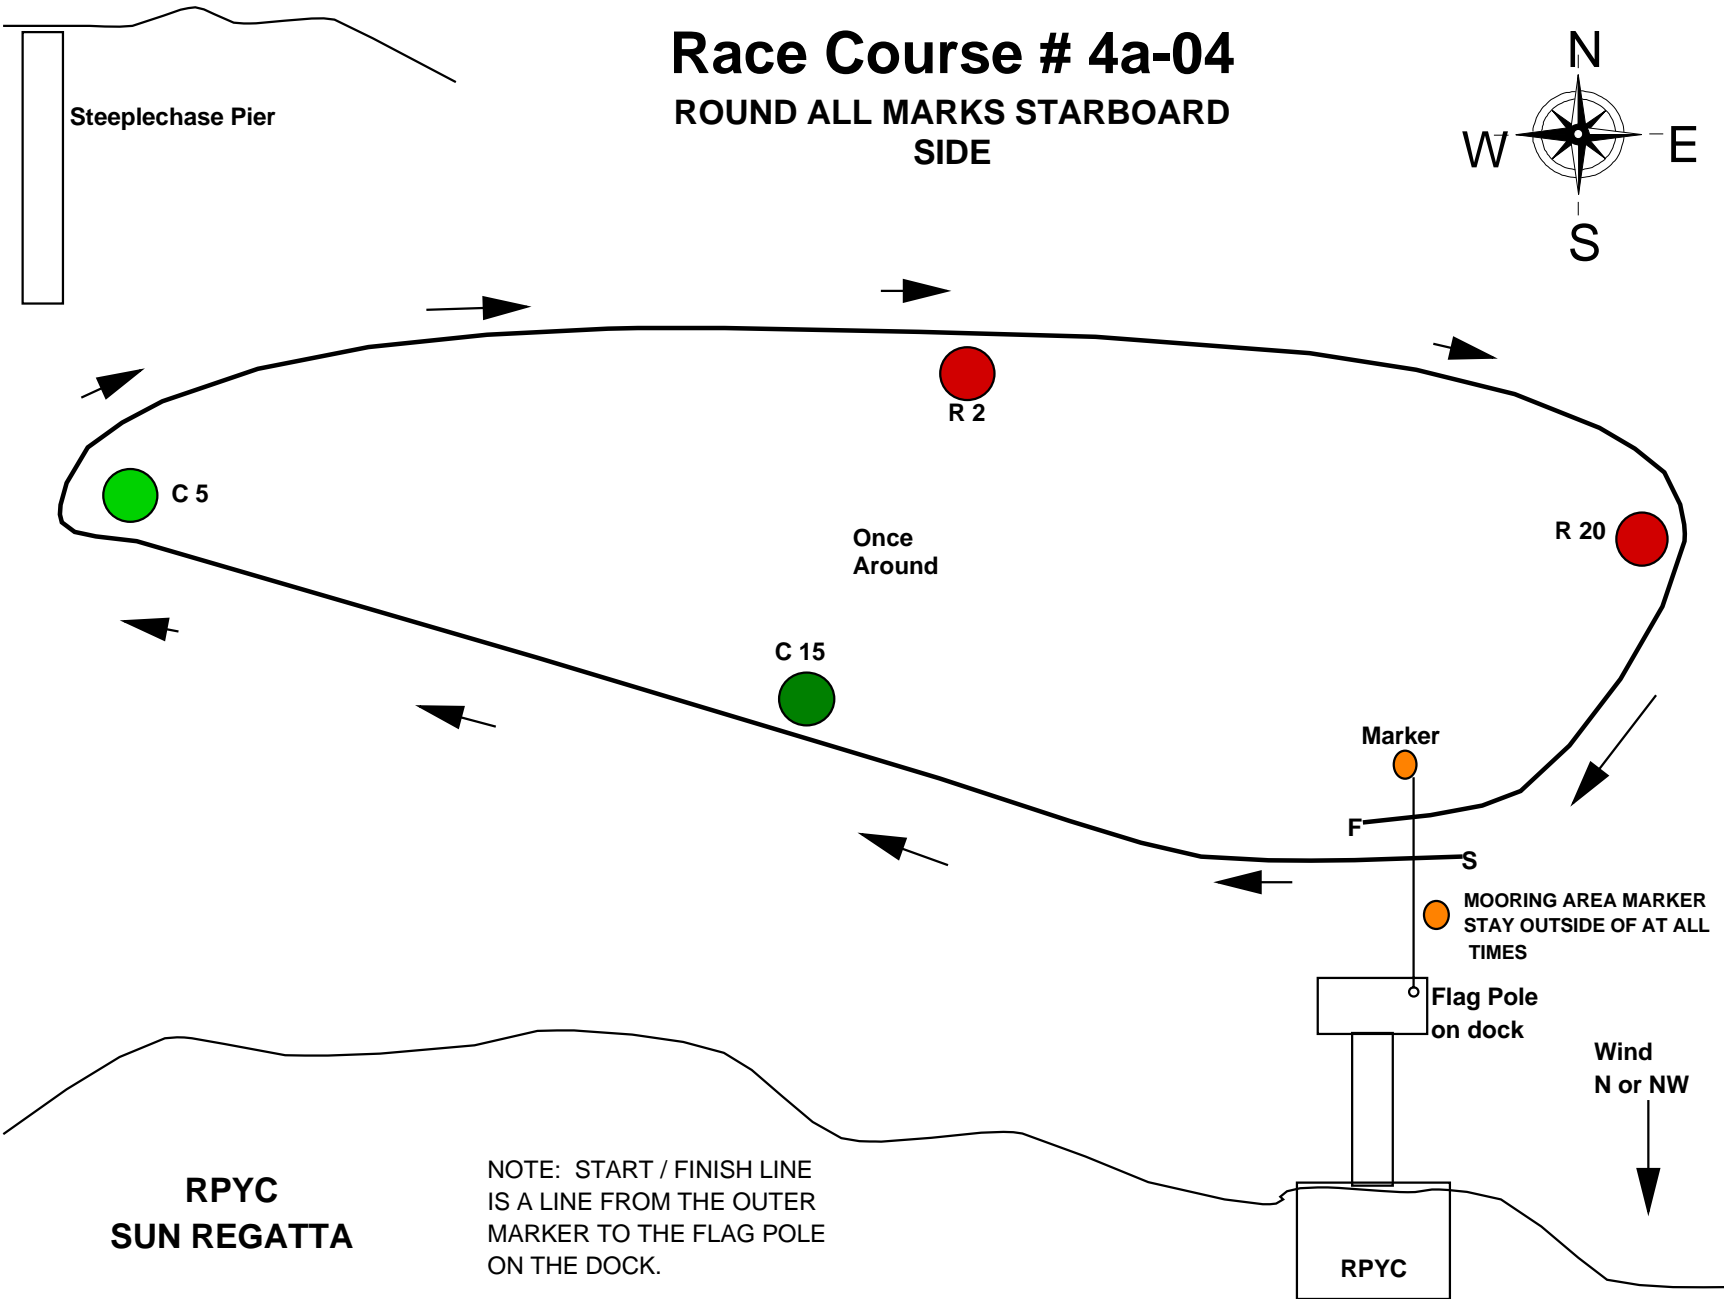 Race Course # 4a-04
ROUND ALL MARKS STARBOARD
SIDE
N
W
E
S
Steeplechase Pier
R 2
C 5
R 20
Once
Around
C 15
Marker
F
S
MOORING AREA MARKER
STAY OUTSIDE OF AT ALL
TIMES
Flag Pole
on dock
Wind
N or NW
RPYC
SUN REGATTA
NOTE: START / FINISH LINE
IS A LINE FROM THE OUTER
MARKER TO THE FLAG POLE
ON THE DOCK.
RPYC